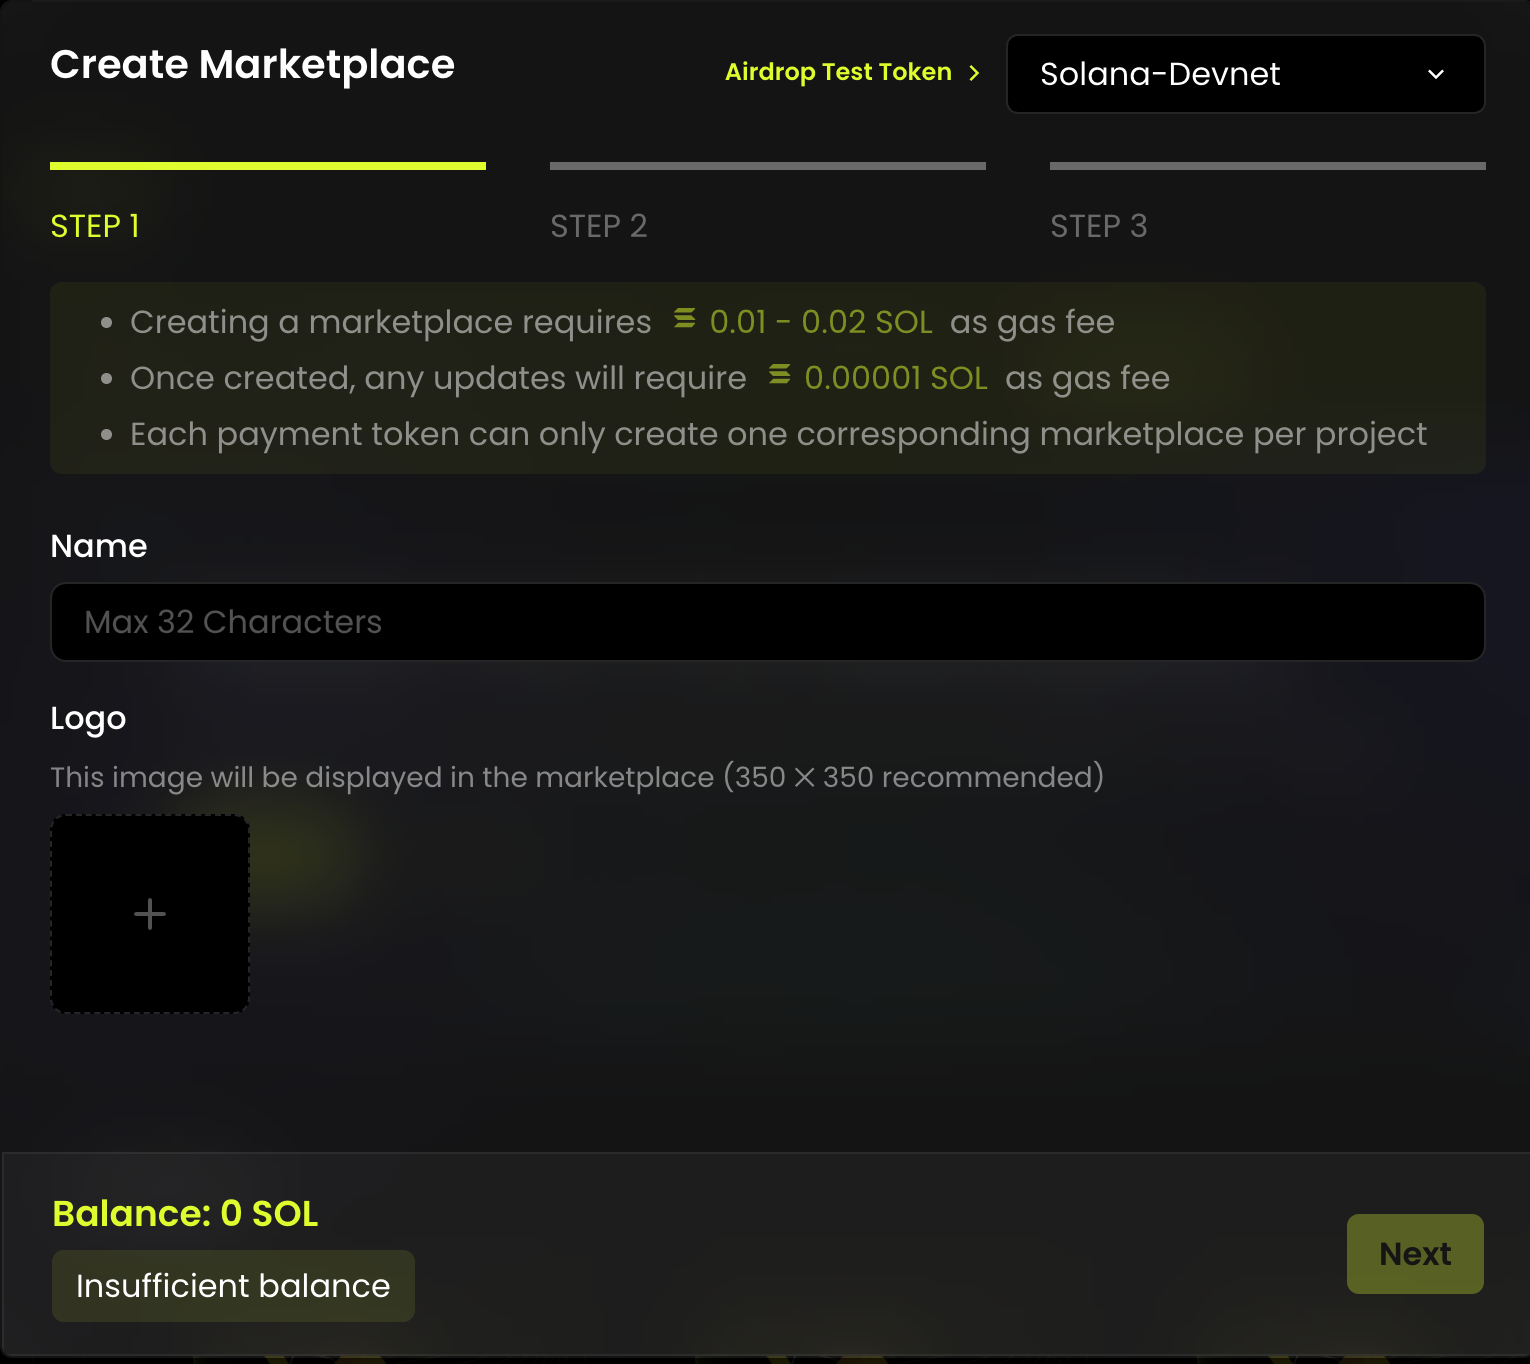 Create Marketplace
Airdrop Test Token >
Solana-Devnet
STEP 1
STEP 2
STEP 3
• Creating a marketplace requires 0.01 - 0.02 SOL as gas fee
• Once created, any updates will require 0.00001 SOL as gas fee
• Each payment token can only create one corresponding marketplace per project
Name
Max 32 Characters
Logo
This image will be displayed in the marketplace (350 × 350 recommended)
+
Balance: 0 SOL
Insufficient balance
Next